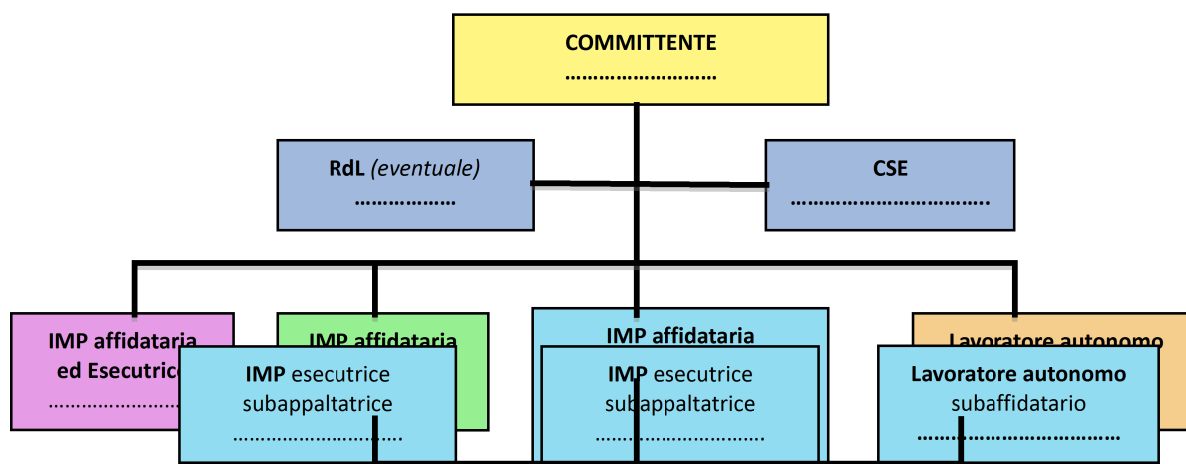 COMMITTENTE
……………………
RdL (eventuale)
………………
CSE
…………………………..
IMP affidataria
ed Esecutrice
……………………
IMP affidataria
IMP affidataria
Lavoratore autonomo
IMP esecutrice
subappaltatrice
……………………….
IMP esecutrice
subappaltatrice
……………………….
Lavoratore autonomo
subaffidatario
……………………………